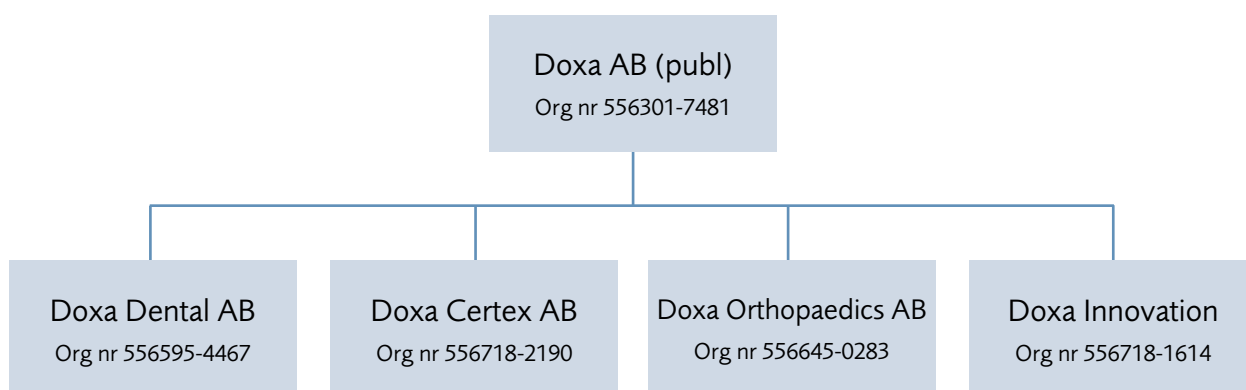 Doxa AB (publ)
Org nr 556301-7481
Doxa Dental AB
Org nr 556595-4467
Doxa Certex AB
Org nr 556718-2190
Doxa Orthopaedics AB
Org nr 556645-0283
Doxa Innovation
Org nr 556718-1614